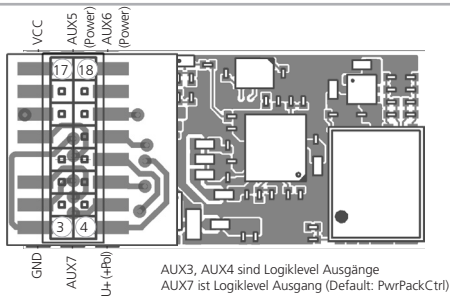 VCC
AUX5
(Power)
AUX6
(Power)
17 18
3 4
GND
AUX7
U+ (+Pol)
AUX3, AUX4 sind Logiklevel Ausgänge
AUX7 ist Logiklevel Ausgang (Default: PwrPackCtrl)